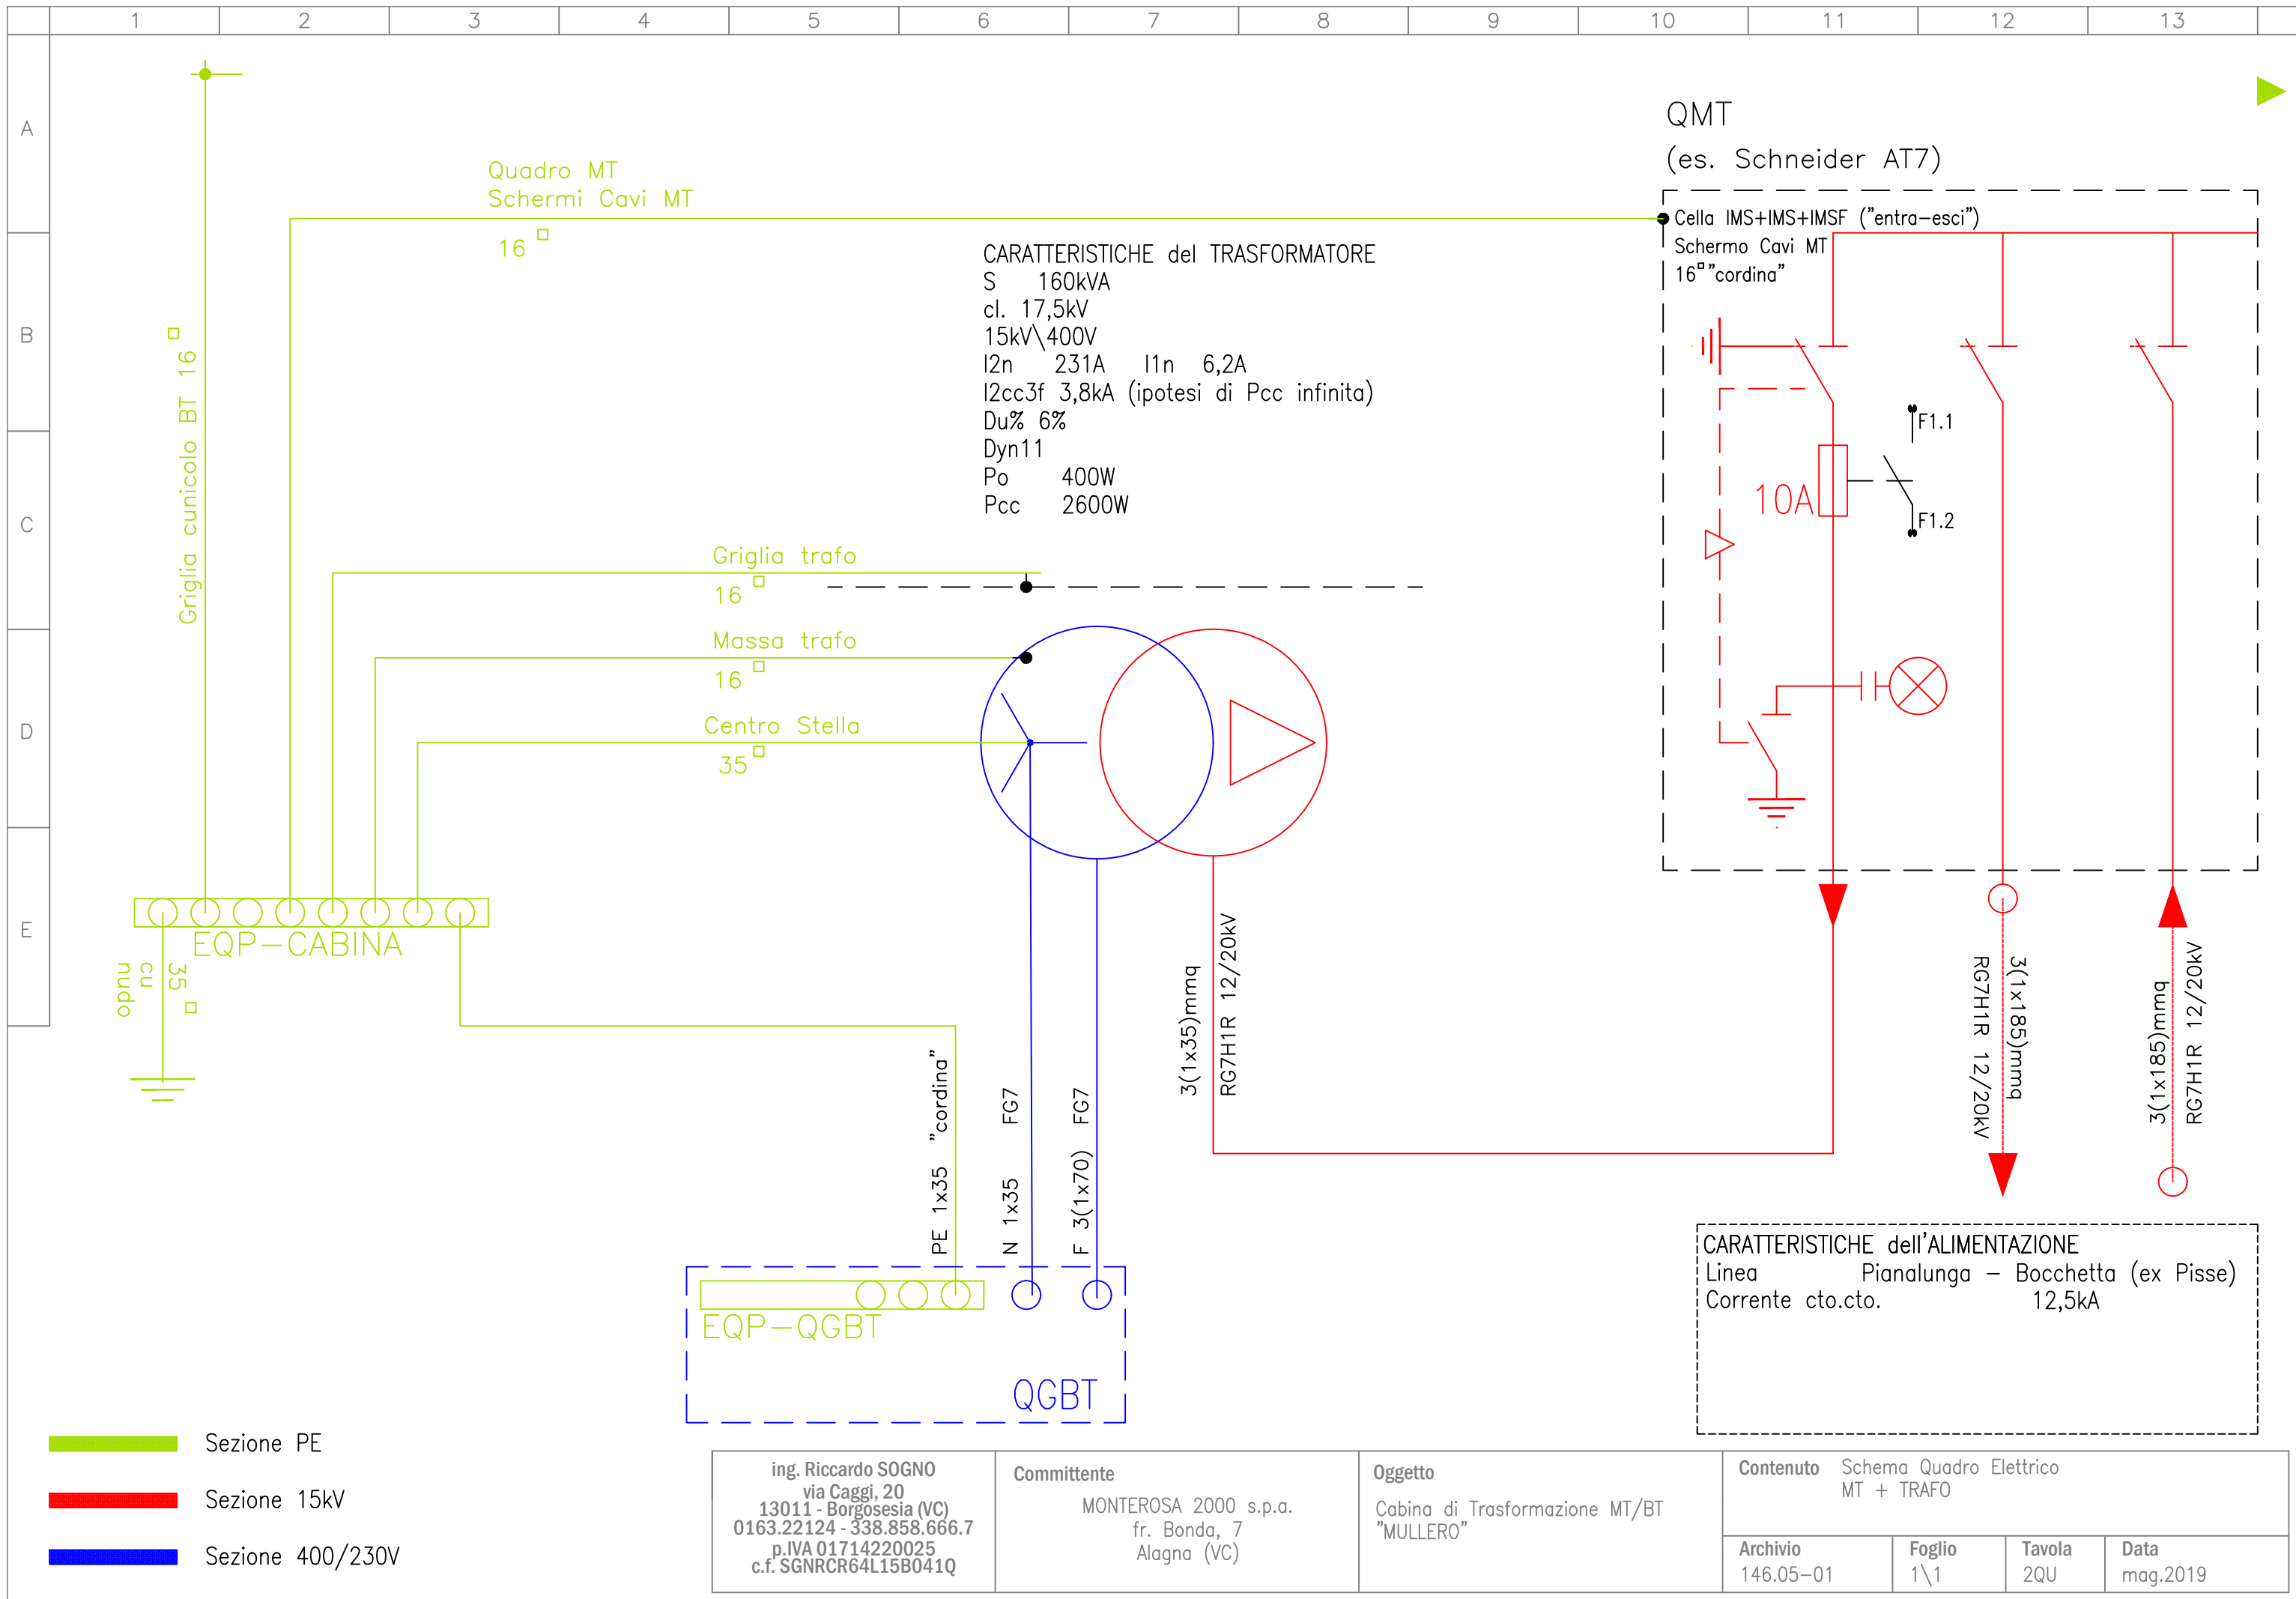 1 2 3 4 5 6 7 8 9 10 11 12 13
A
B
C
D
E
QMT
(es. Schneider AT7)
Cella IMS+IMS+IMSF ("entra-esci")
Schermo Cavi MT
16□"cordina"
Quadro MT
Schermi Cavi MT
16□
Griglia cunicolo BT 16□
CARATTERISTICHE del TRASFORMATORE
S 160kVA
cl. 17,5kV
15kV\400V
I2n 231A I1n 6,2A
I2cc3f 3,8kA (ipotesi di Pcc infinita)
Du% 6%
Dyn11
Po 400W
Pcc 2600W
F1.1
10A
F1.2
Griglia trafo
16□
Massa trafo
16□
Centro Stella
35□
EQP-CABINA
35□
cu
nudo
PE 1x35 "cordina"
N 1x35 FG7
F 3(1x70) FG7
3(1x35)mmq
RG7H1R 12/20kV
3(1x185)mmq
RG7H1R 12/20kV
3(1x185)mmq
RG7H1R 12/20kV
EQP-QGBT
QGBT
CARATTERISTICHE dell'ALIMENTAZIONE
Linea Pianalunga - Bocchetta (ex Pisse)
Corrente cto.cto. 12,5kA
Sezione PE
Sezione 15kV
Sezione 400/230V
ing. Riccardo SOGNO
via Caggi, 20
13011 - Borgosesia (VC)
0163.22124 - 338.858.666.7
p.IVA 01714220025
c.f. SGNRCR64L15B041Q
Committente
MONTEROSA 2000 s.p.a.
fr. Bonda, 7
Alagna (VC)
Oggetto
Cabina di Trasformazione MT/BT
"MULLERO"
Contenuto Schema Quadro Elettrico
MT + TRAFO
Archivio
146.05-01
Foglio
1\1
Tavola
2QU
Data
mag.2019